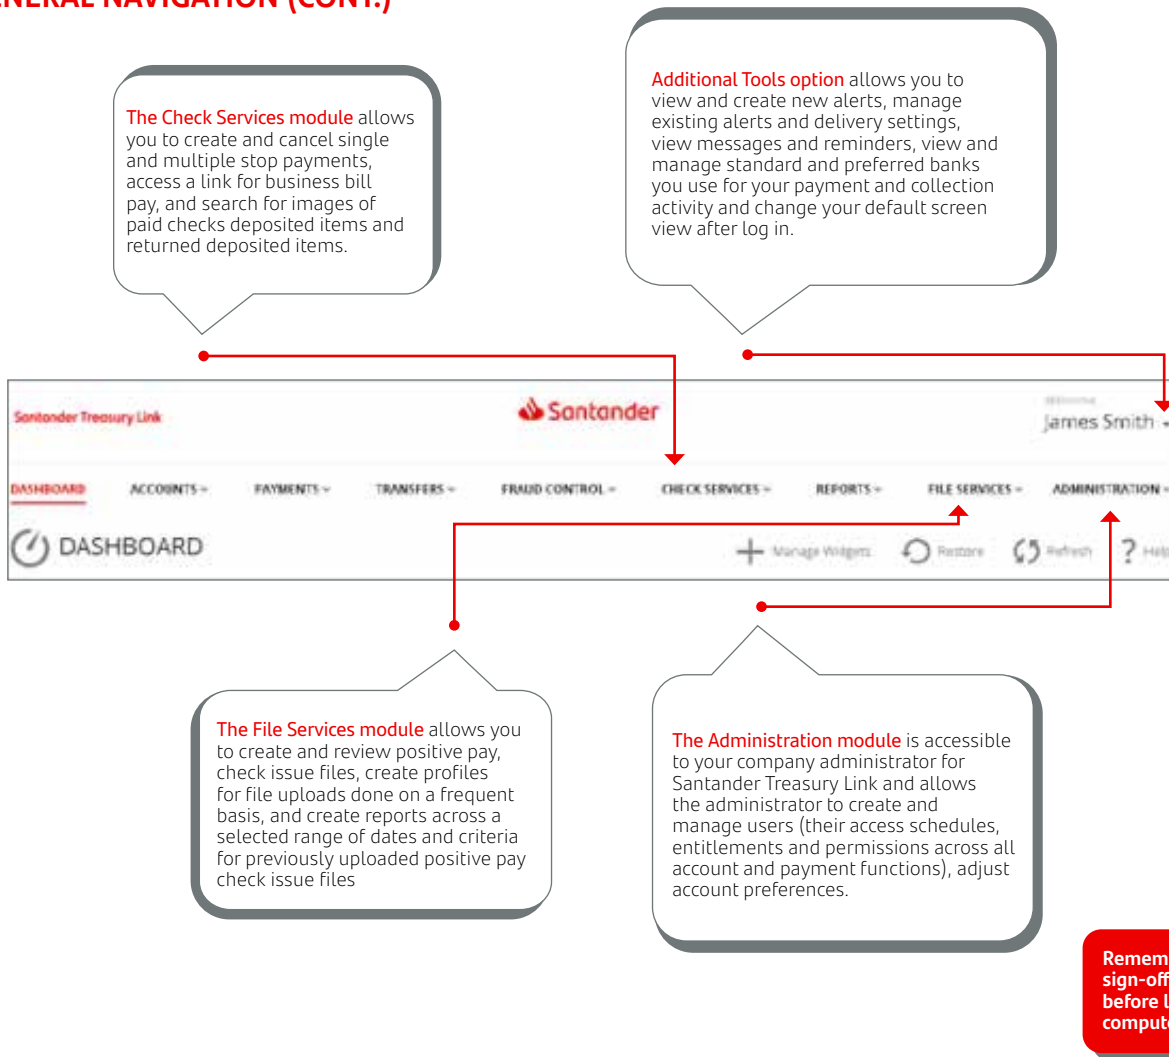 GENERAL NAVIGATION (CONT.)
The Check Services module allows
you to create and cancel single
and multiple stop payments,
access a link for business bill
pay, and search for images of
paid checks deposited items and
returned deposited items.
Additional Tools option allows you to
view and create new alerts, manage
existing alerts and delivery settings,
view messages and reminders, view and
manage standard and preferred banks
you use for your payment and collection
activity and change your default screen
view after log in.
Santander Treasury Link
Santander
Welcome
James Smith
DASHBOARD ACCOUNTS PAYMENTS TRANSFERS FRAUD CONTROL CHECK SERVICES REPORTS FILE SERVICES ADMINISTRATION
DASHBOARD
Manage Widgets Restore Refresh ? Help
The File Services module allows you
to create and review positive pay,
check issue files, create profiles
for file uploads done on a frequent
basis, and create reports across a
selected range of dates and criteria
for previously uploaded positive pay
check issue files
The Administration module is accessible
to your company administrator for
Santander Treasury Link and allows
the administrator to create and
manage users (their access schedules,
entitlements and permissions across all
account and payment functions), adjust
account preferences.
Remem
sign-off
before l
compute